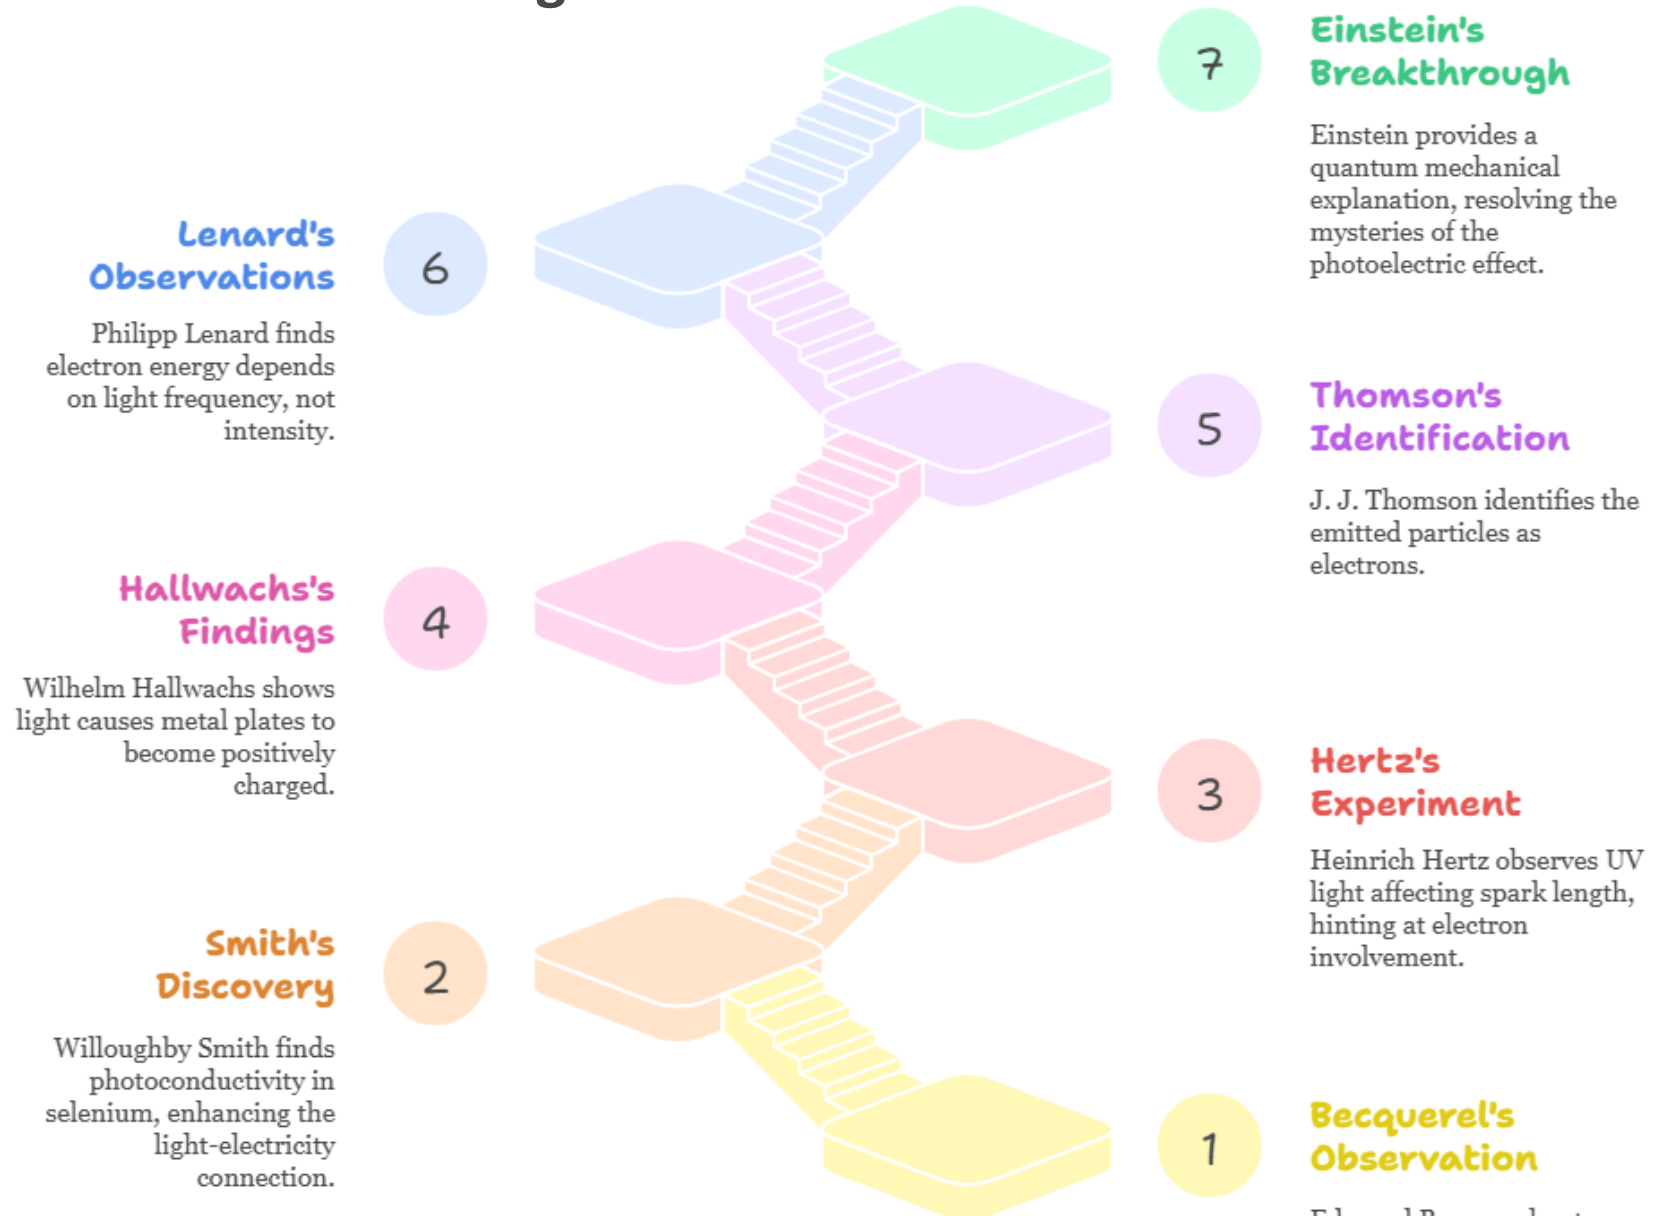 7
Einstein's
Breakthrough
Einstein provides a
quantum mechanical
explanation, resolving the
mysteries of the
photoelectric effect.
Lenard's
Observations
6
Philipp Lenard finds
electron energy depends
on light frequency, not
intensity.
5
Thomson's
Identification
J. J. Thomson identifies the
emitted particles as
electrons.
Hallwachs's
Findings
4
Wilhelm Hallwachs shows
light causes metal plates to
become positively
charged.
3
Hertz's
Experiment
Heinrich Hertz observes UV
light affecting spark length,
hinting at electron
involvement.
Smith's
Discovery
2
Willoughby Smith finds
photoconductivity in
selenium, enhancing the
light-electricity
connection.
1
Becquerel's
Observation